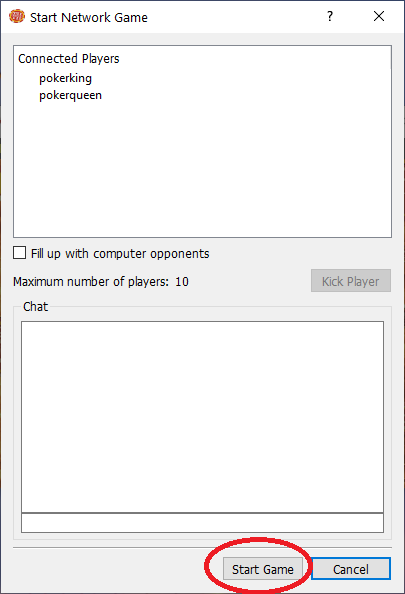 Start Network Game
?
Connected Players
pokerking
pokerqueen
Fill up with computer opponents
Maximum number of players: 10
Kick Player
Chat
Start Game
Cancel